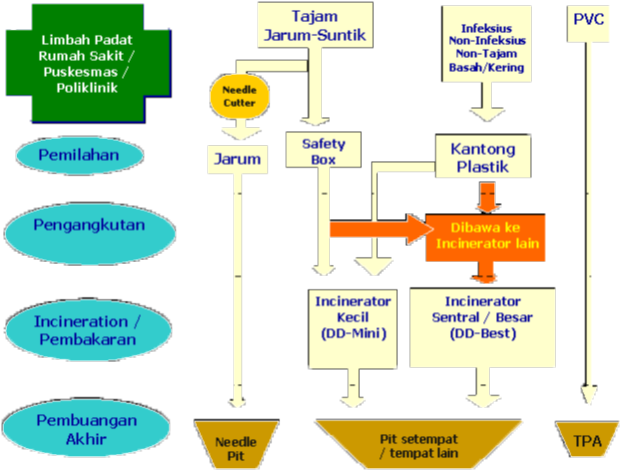 Limbah Padat
Rumah Sakit /
Puskesmas /
Poliklinik
Tajam
Jarum-Suntik
Infeksius
Non-Infeksius
Non-Tajam
Basah/Kering
PVC
Needle
Cutter
Pemilahan
Jarum
Safety
Box
Kantong
Plastik
Pengangkutan
Dibawa ke
Incinerator lain
Incineration /
Pembakaran
Incinerator
Kecil
(DD-Mini)
Incinerator
Sentral / Besar
(DD-Best)
Pembuangan
Akhir
Needle
Pit
Pit setempat
/ tempat lain
TPA